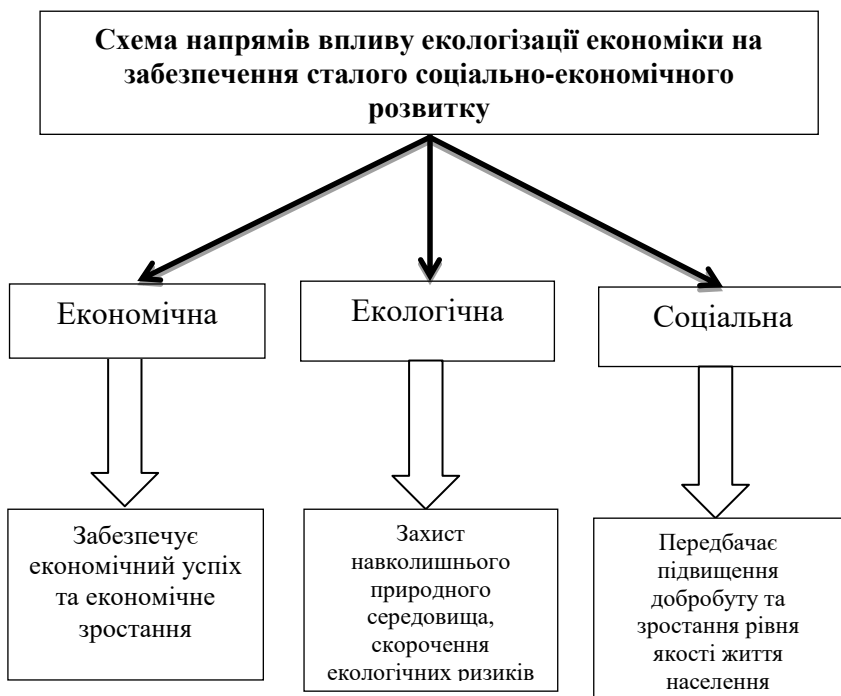 Схема напрямів впливу екологізації економіки на
забезпечення сталого соціально-економічного
розвитку
Економічна
Екологічна
Соціальна
Забезпечує
економічний успіх
та економічне
зростання
Захист
навколишнього
природного
середовища,
скорочення
екологічних ризиків
Передбачає
підвищення
добробуту та
зростання рівня
якості життя
населення